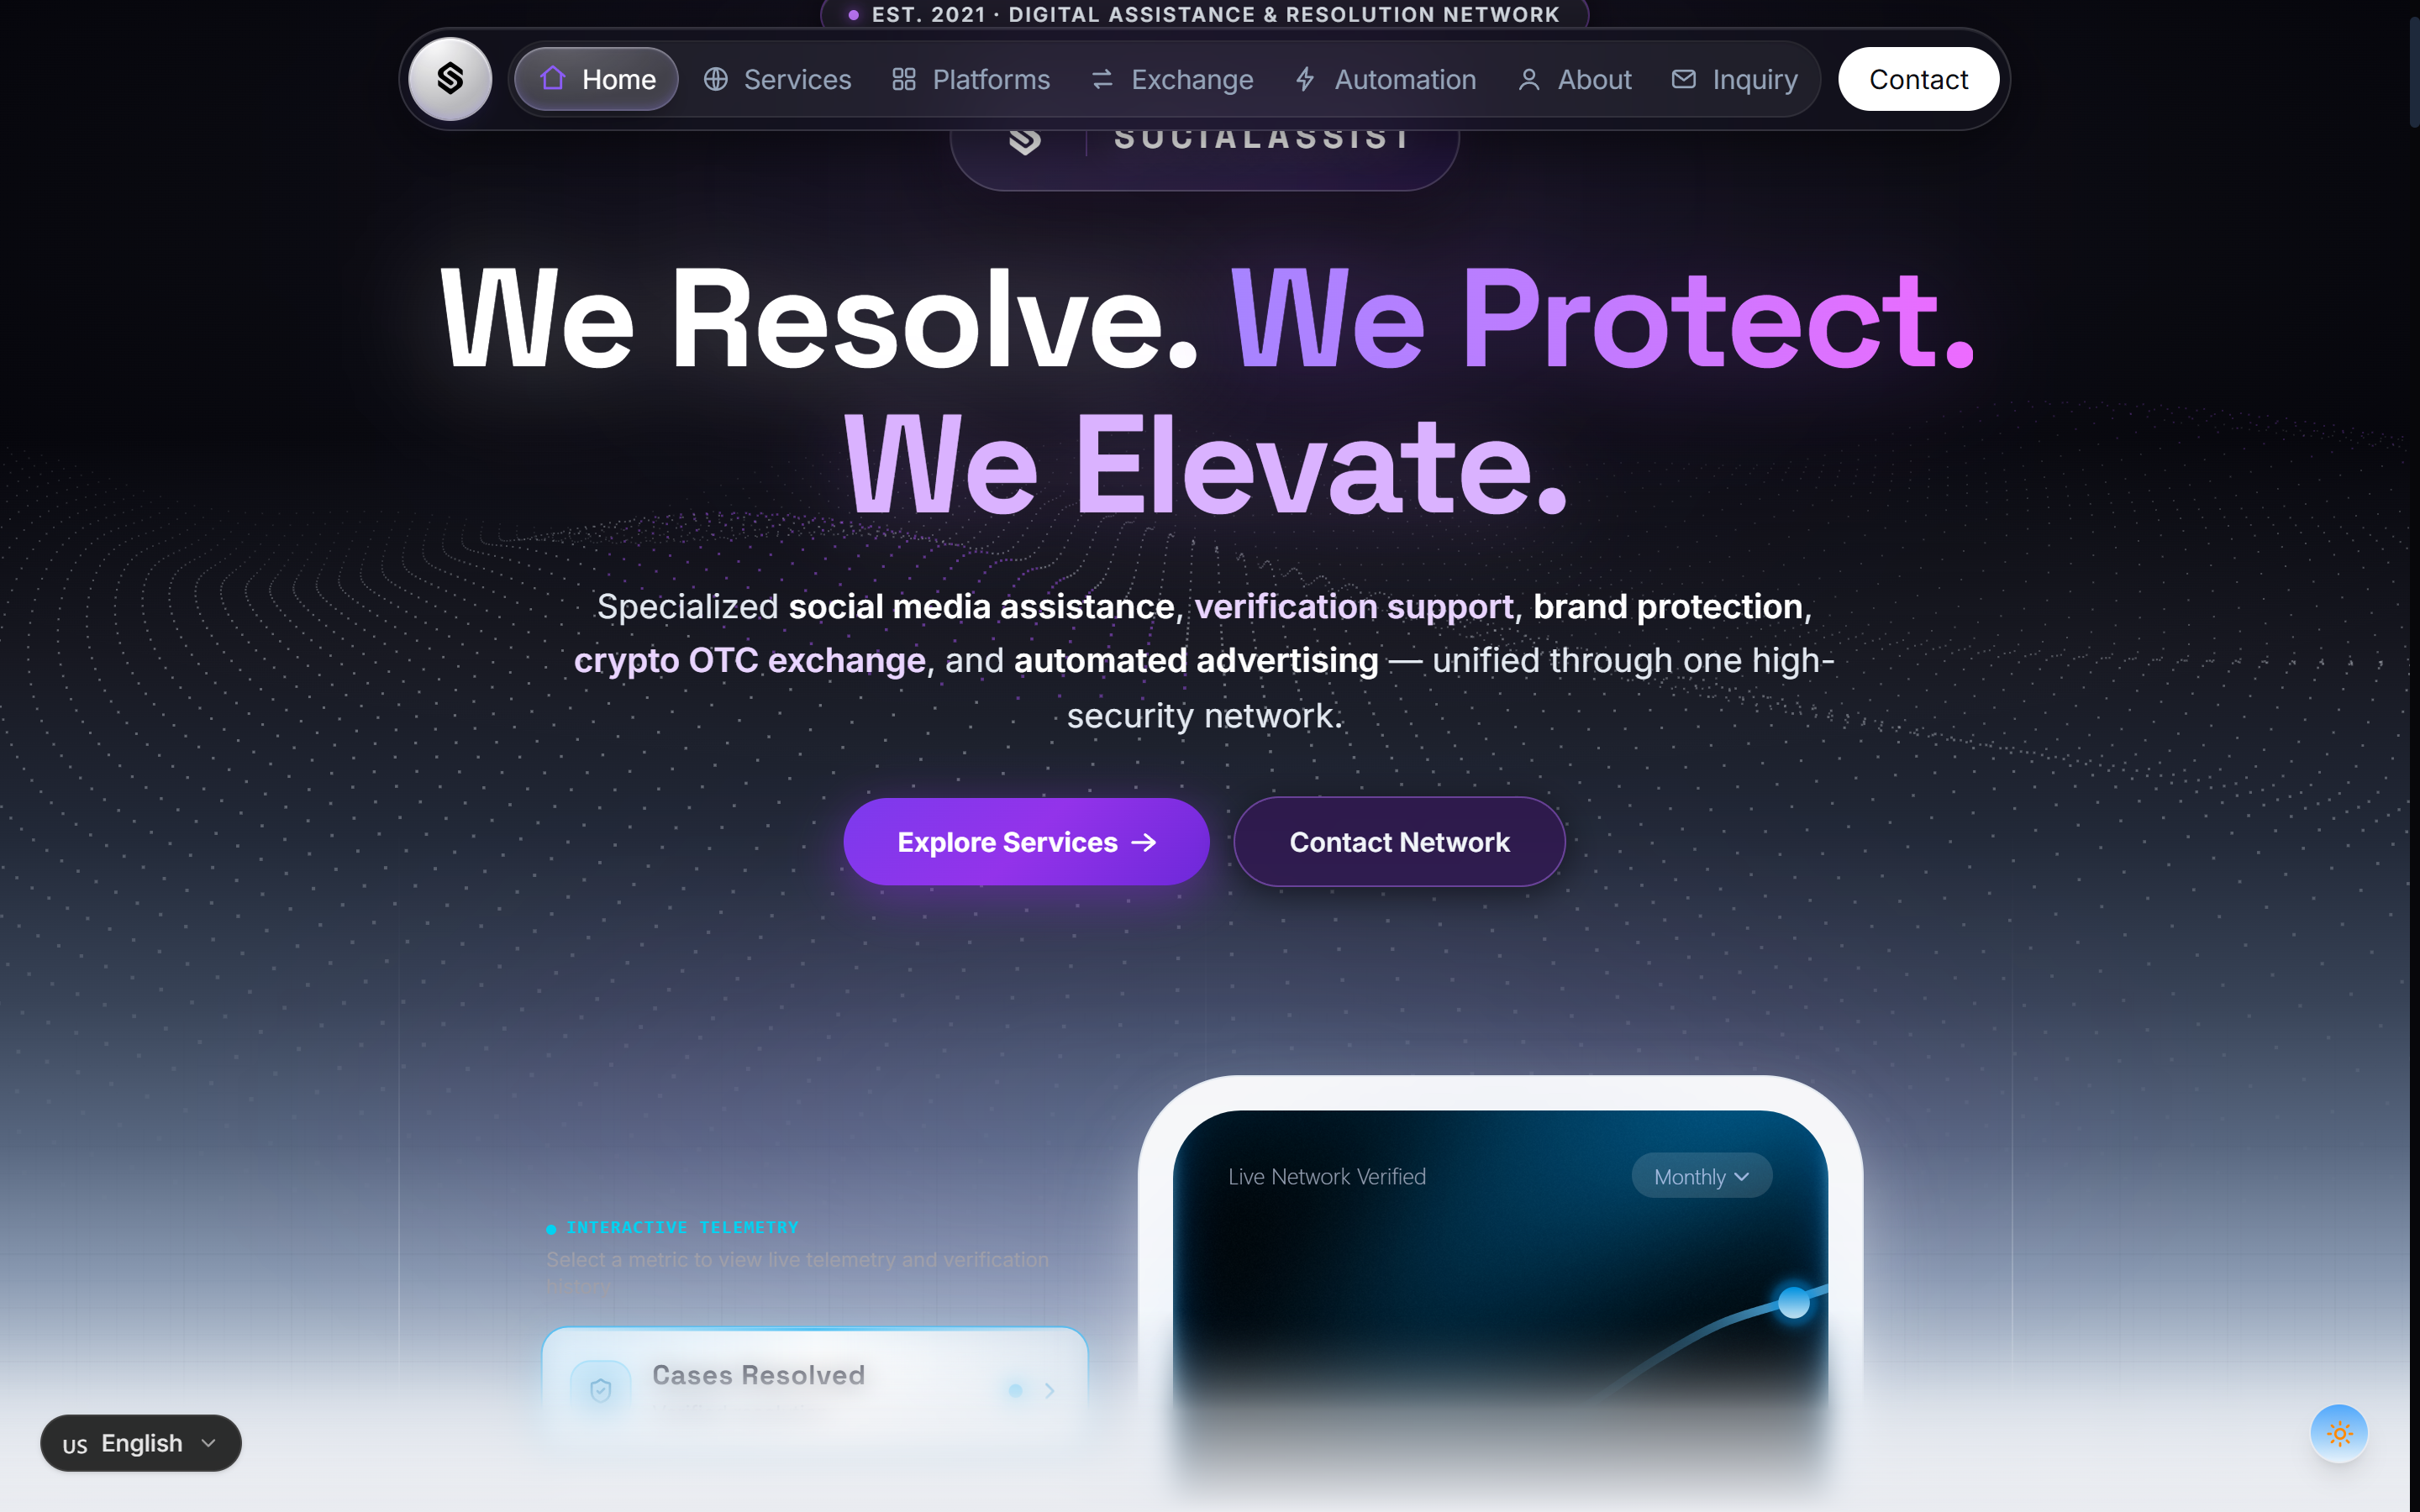 EST. 2021 · DIGITAL ASSISTANCE & RESOLUTION NETWORK
Home Services Platforms Exchange Automation About Inquiry Contact
SOCIALASSIST
We Resolve. We Protect.
We Elevate.
Specialized social media assistance, verification support, brand protection,
crypto OTC exchange, and automated advertising — unified through one high-
security network.
Explore Services →
Contact Network
Live Network Verified
Monthly
INTERACTIVE TELEMETRY
Select a metric to view live telemetry and verification
history.
Cases Resolved
US English